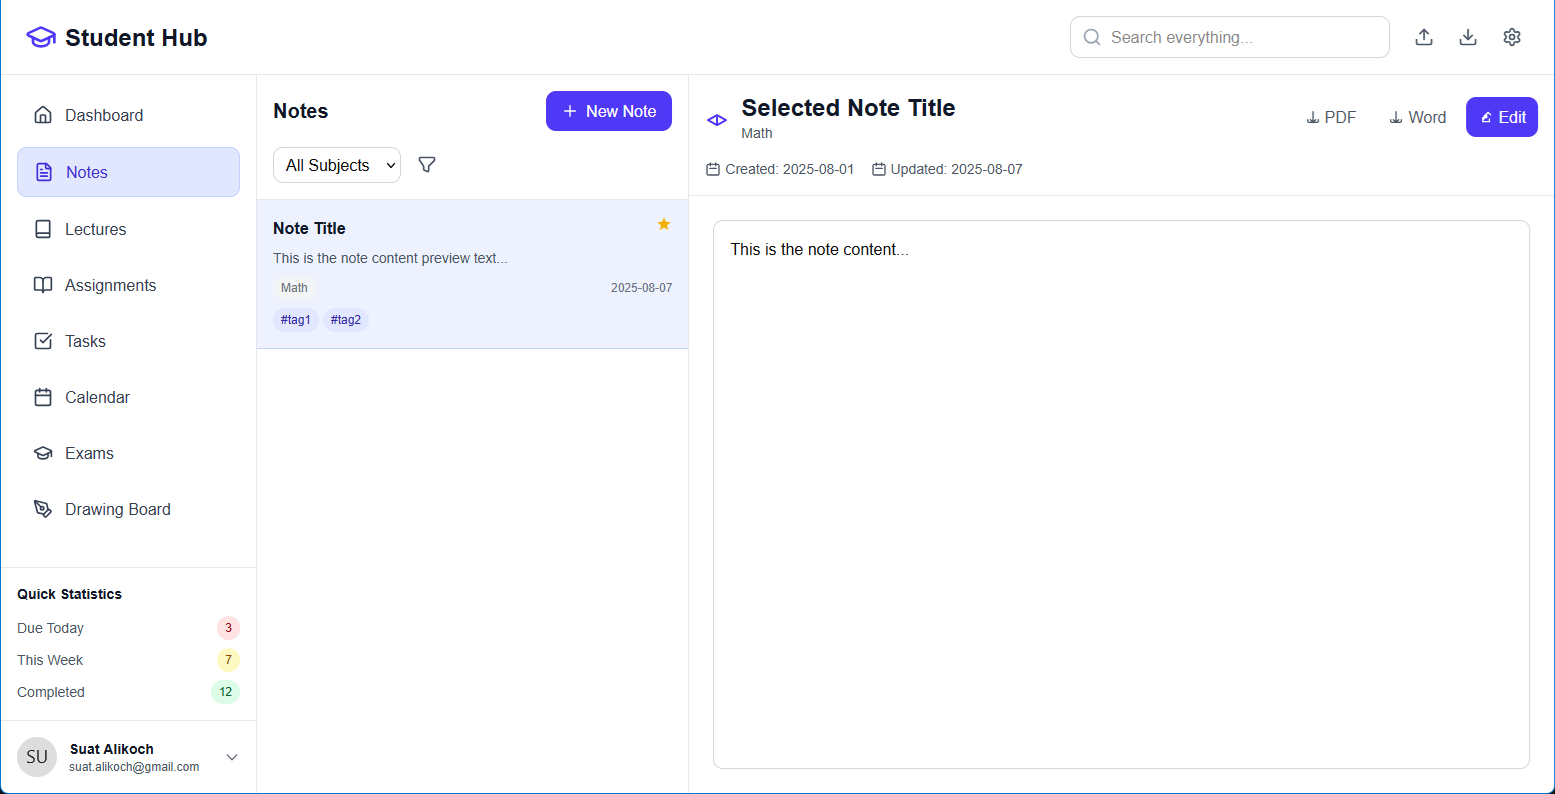 Student Hub
Search everything...
Dashboard
Notes
Lectures
Assignments
Tasks
Calendar
Exams
Drawing Board
Quick Statistics
Due Today 3
This Week 7
Completed 12
SU
Suat Alikoch
suat.alikoch@gmail.com
Notes
New Note
All Subjects
Note Title
This is the note content preview text...
Math 2025-08-07
#tag1 #tag2
Selected Note Title
Math
PDF Word Edit
Created: 2025-08-01 Updated: 2025-08-07
This is the note content...